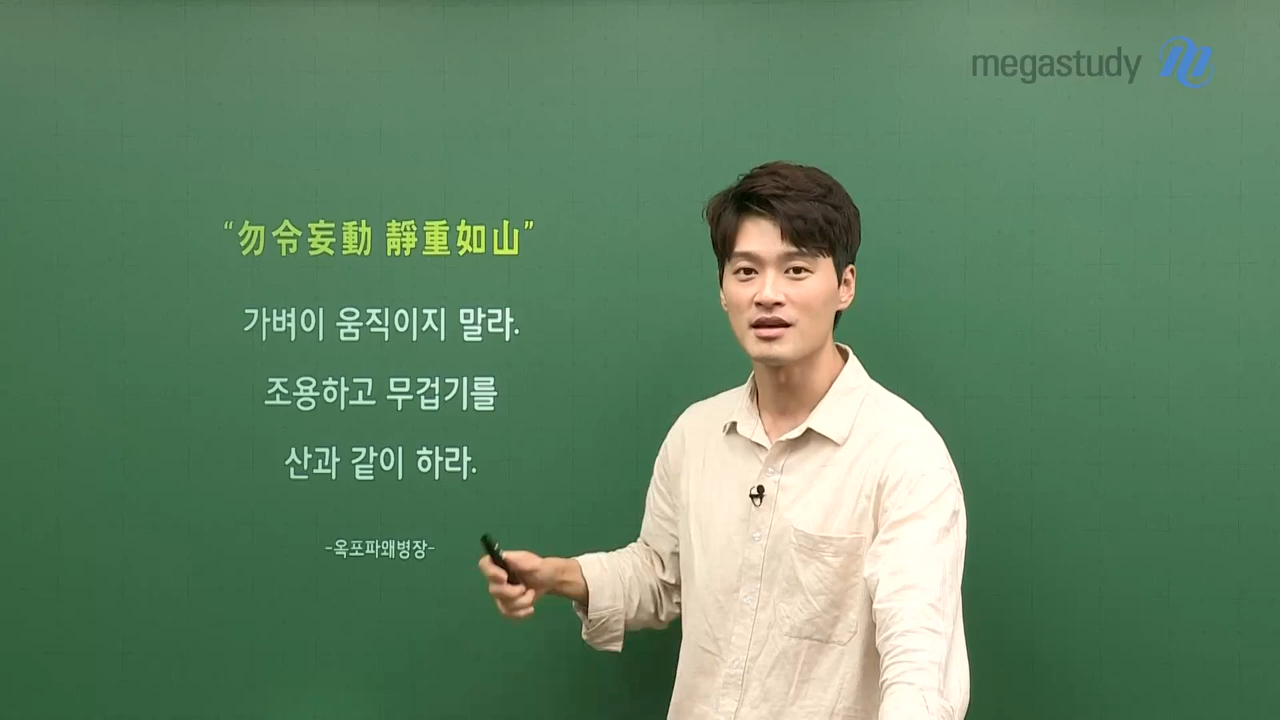 megastudy
“勿令妄動 靜重如山”
가벼이 움직이지 말라.
조용하고 무겁기를
산과 같이 하라.
-옥포파왜병장-